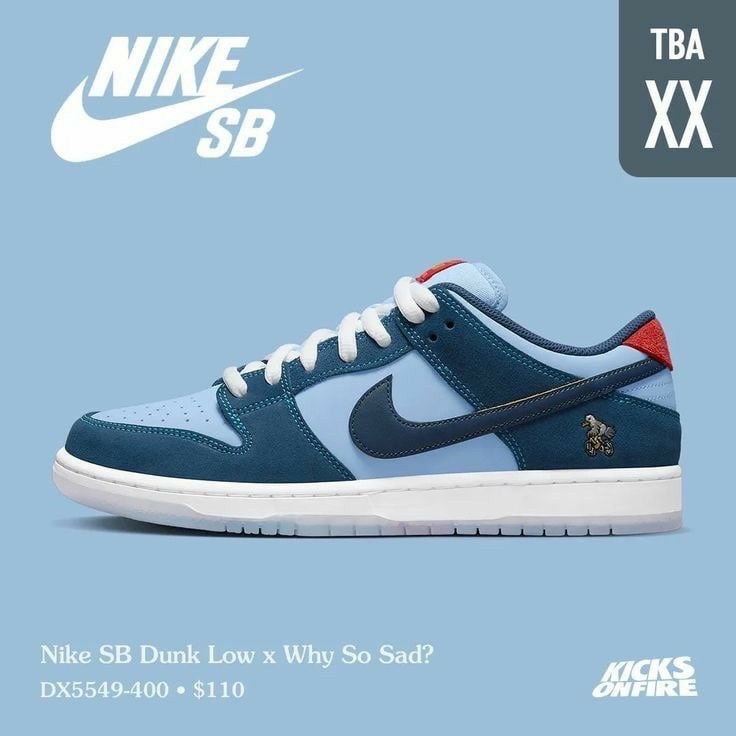 NIKE
SB
TBA
XX
Nike SB Dunk Low x Why So Sad?
DX5549-400 • $110
KICKS
ONFIRE